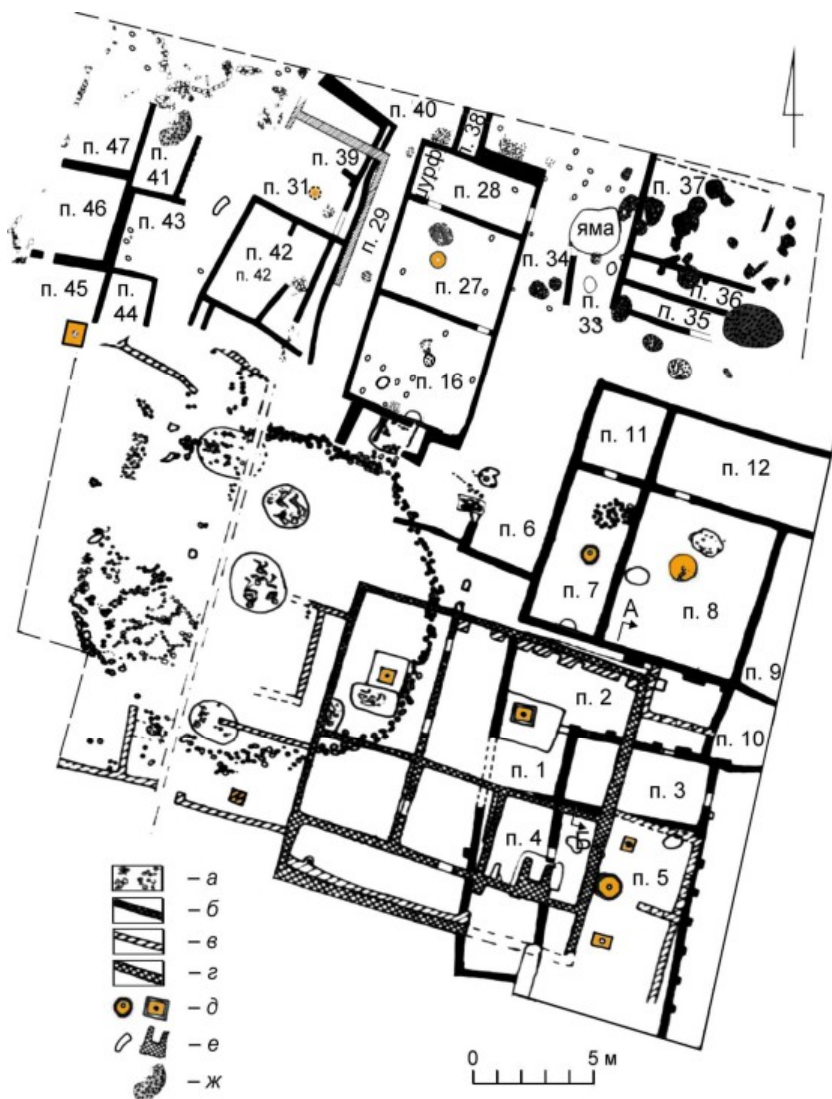 п. 40
п. 38
п. 47
п. 41
п. 39
шурф
п. 28
п. 37
п. 31
п. 46
п. 43
п. 29
яма
п. 42
п. 42
п. 34
п. 27
п. 45
п. 44
п. 33
п. 36
п. 35
п. 16
п. 11
п. 12
п. 6
п. 7
А
п. 8
п. 9
п. 2
п. 10
п. 1
п. 3
п. 4
Б
п. 5
– а
– б
– в
– г
– д
– е
– ж
0 5 м